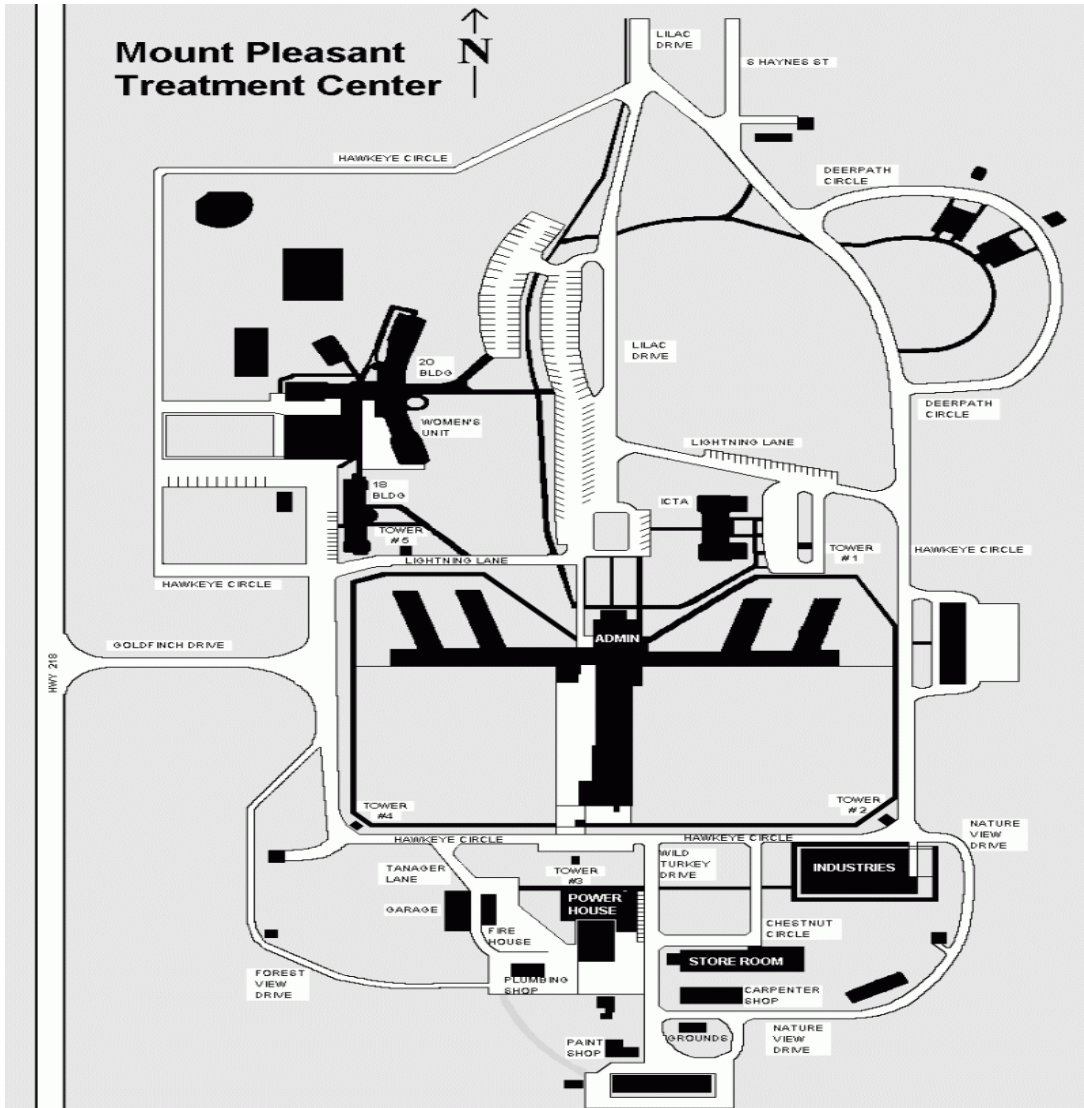 Mount Pleasant
Treatment Center
N
LILAC
DRIVE
S HAYNES ST
HAWKEYE CIRCLE
DEERPATH
CIRCLE
20
BLDG
LILAC
DRIVE
DEERPATH
CIRCLE
WOMEN'S
UNIT
LIGHTNING LANE
18
BLDG
ICTA
TOWER
#5
TOWER
#1
HAWKEYE CIRCLE
LIGHTNING LANE
HAWKEYE CIRCLE
ADMIN
GOLDFINCH DRIVE
HWY 218
TOWER
#4
TOWER
#2
HAWKEYE CIRCLE
HAWKEYE CIRCLE
NATURE
VIEW
DRIVE
TANAGER
LANE
TOWER
#3
WILD
TURKEY
DRIVE
INDUSTRIES
GARAGE
POWER
HOUSE
FIRE
HOUSE
CHESTNUT
CIRCLE
FOREST
VIEW
DRIVE
PLUMBING
SHOP
STORE ROOM
CARPENTER
SHOP
PAINT
SHOP
GROUNDS
NATURE
VIEW
DRIVE